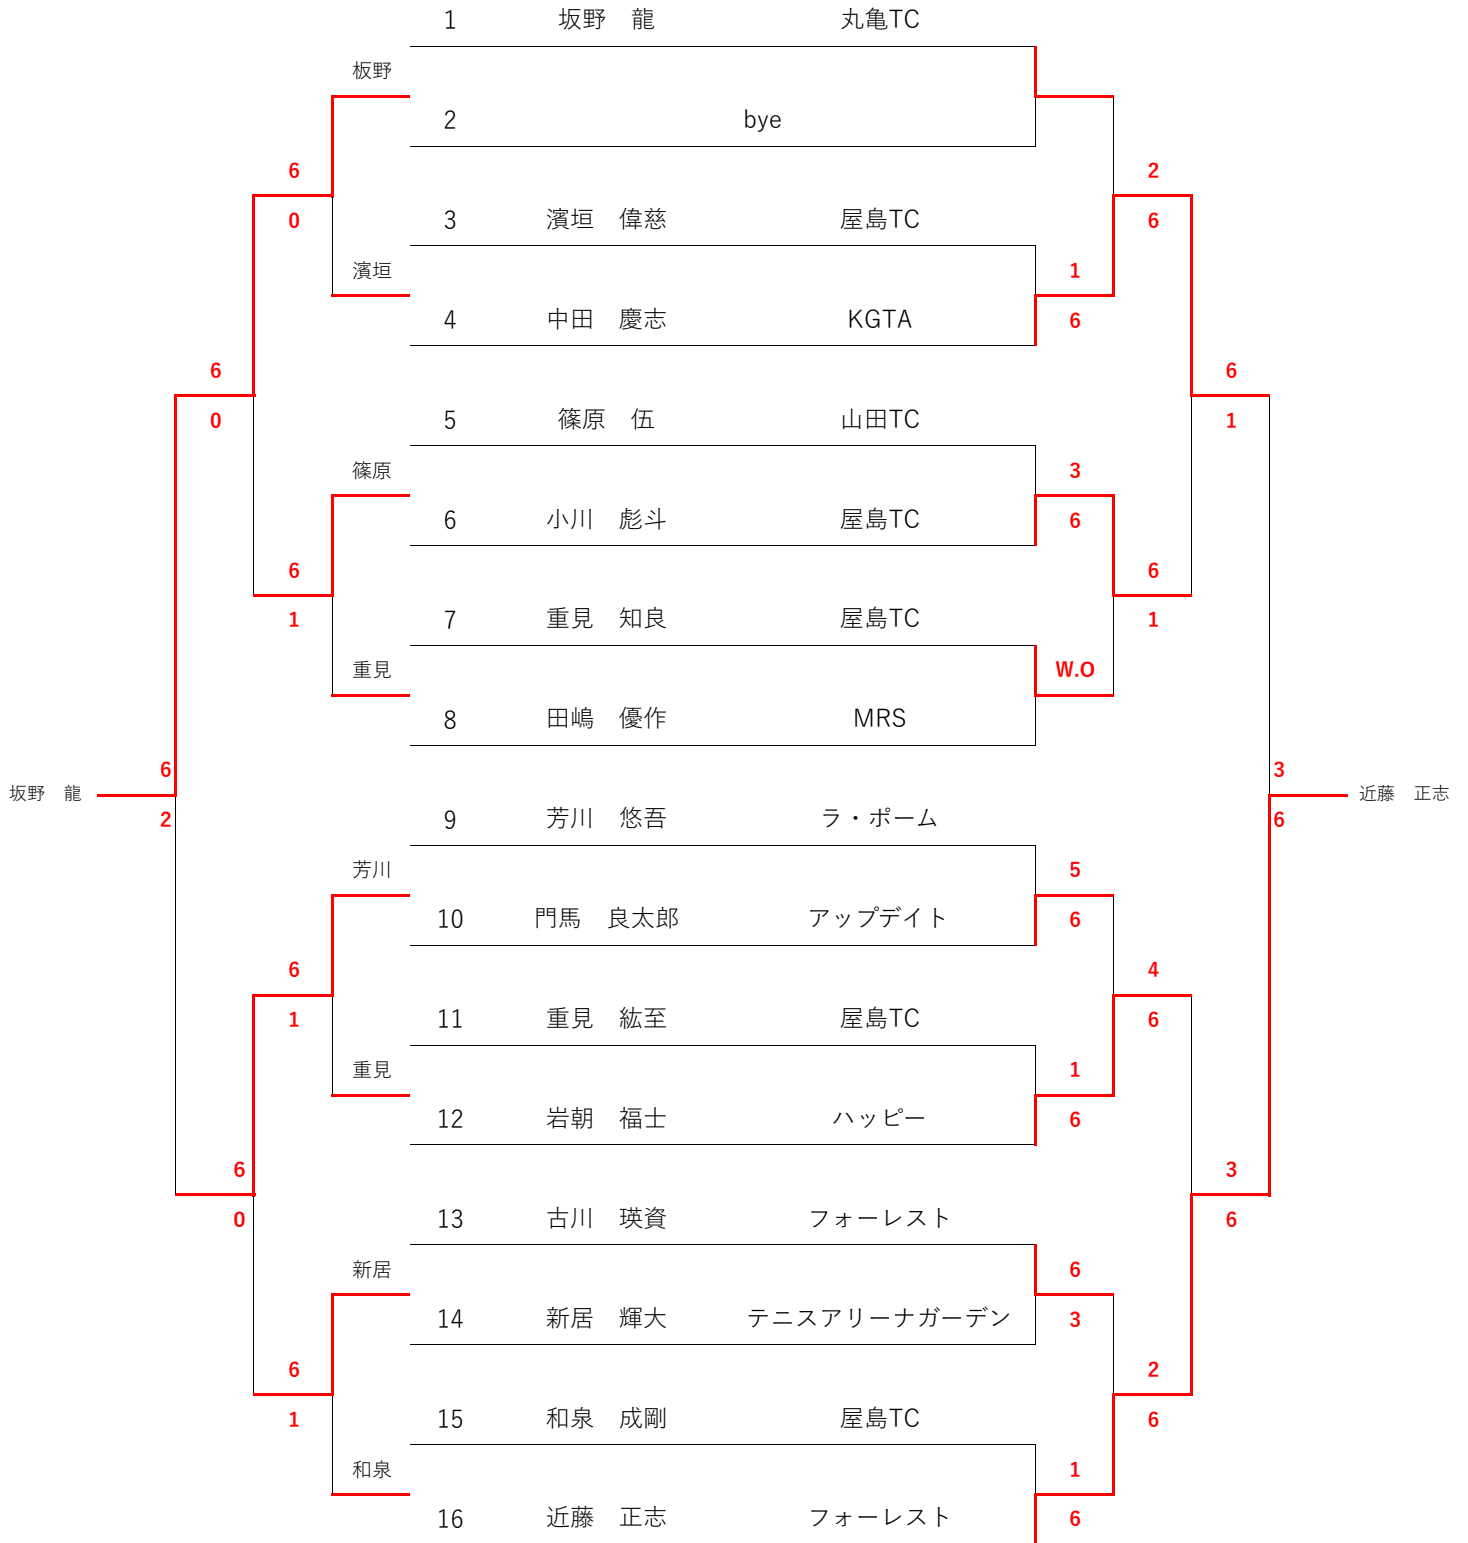 1 坂野　龍 丸亀TC
板野
2 bye
6 2
3 濱垣　偉慈 屋島TC
0 6
濱垣 1
4 中田　慶志 KGTA
6
6 6
5 篠原　伍 山田TC
0 1
篠原 3
6 小川　彪斗 屋島TC
6
6 6
7 重見　知良 屋島TC
1 1
重見 W.O
8 田嶋　優作 MRS
6 3
坂野　龍 近藤　正志
2 6
9 芳川　悠吾 ラ・ポーム
芳川 5
10 門馬　良太郎 アップデイト
6
6 4
11 重見　紘至 屋島TC
1 6
重見 1
12 岩朝　福士 ハッピー
6
6 3
13 古川　瑛資 フォーレスト
0 6
新居 6
14 新居　輝大 テニスアリーナガーデン
3
6 2
15 和泉　成剛 屋島TC
1 6
和泉 1
16 近藤　正志 フォーレスト
6